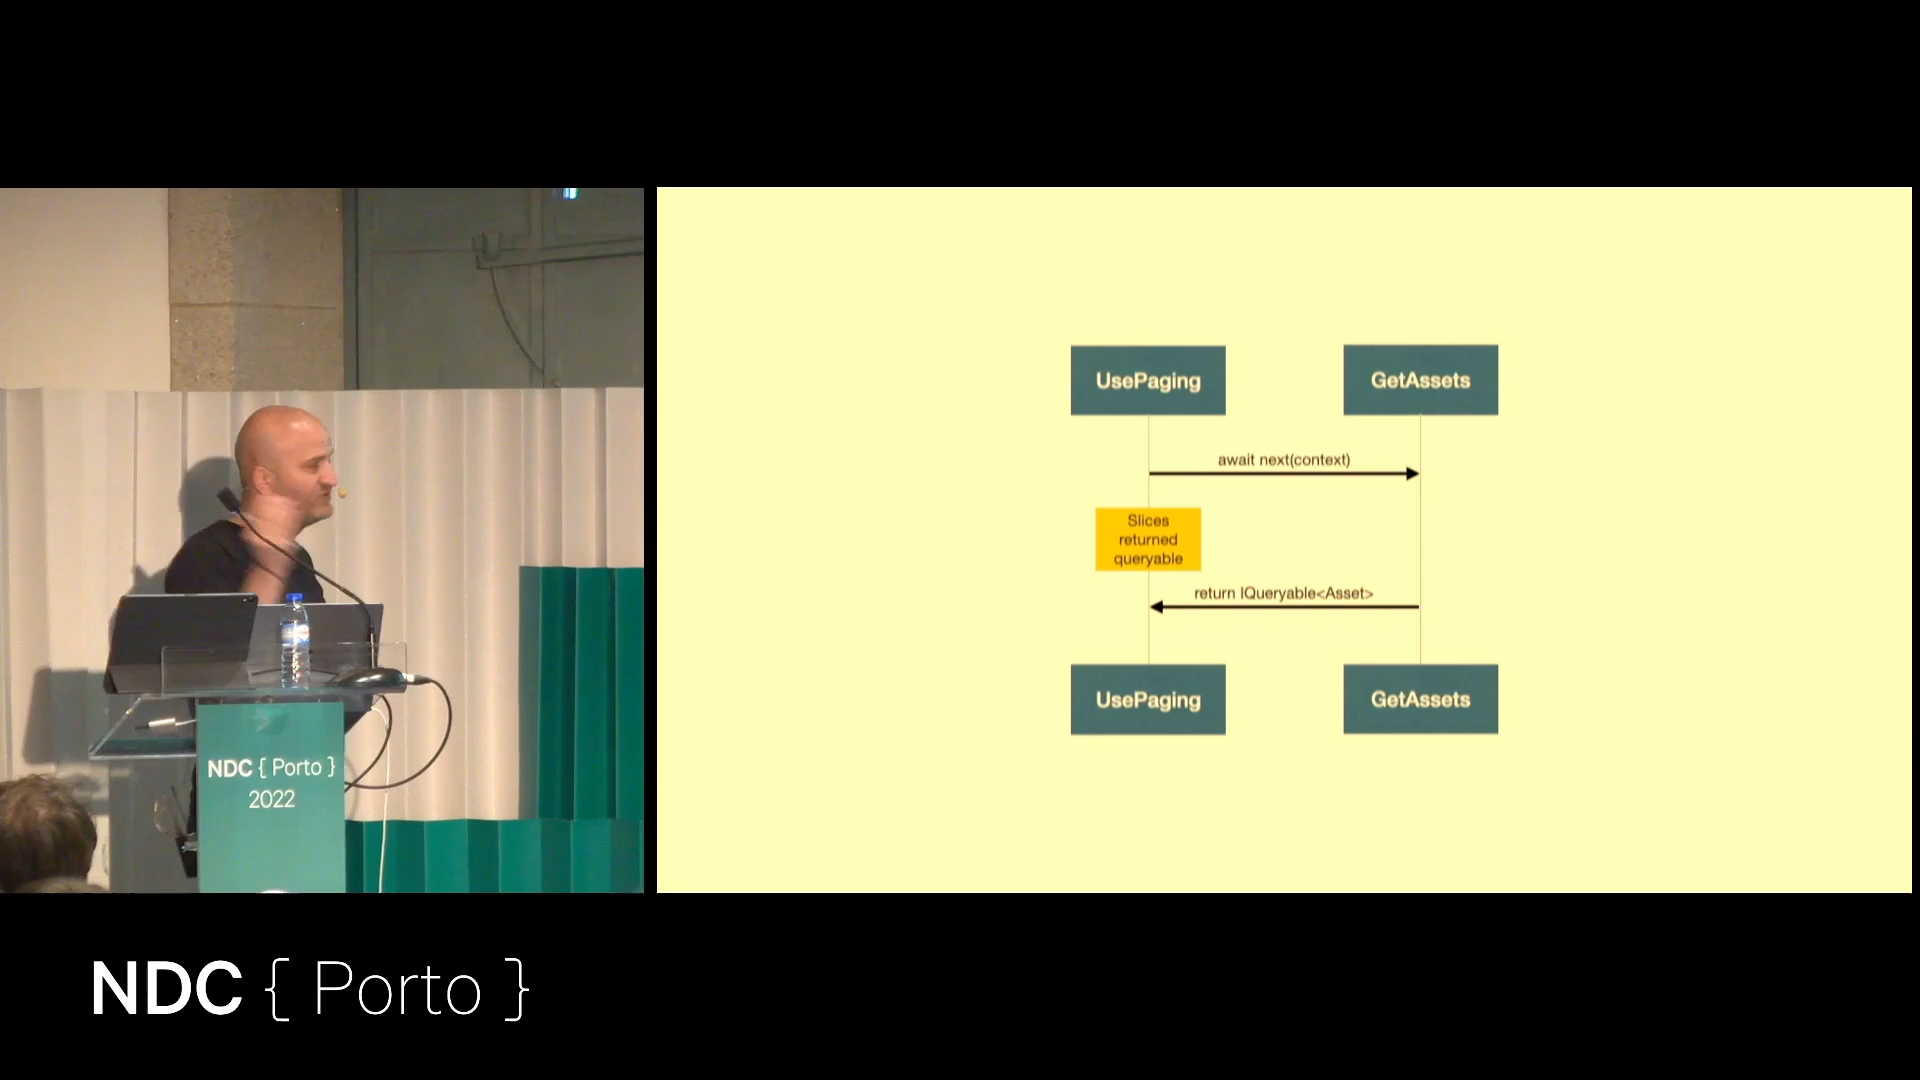 UsePaging
GetAssets
await next(context)
Slices
returned
queryable
return IQueryable<Asset>
UsePaging
GetAssets
NDC { Porto }
2022
NDC { Porto }